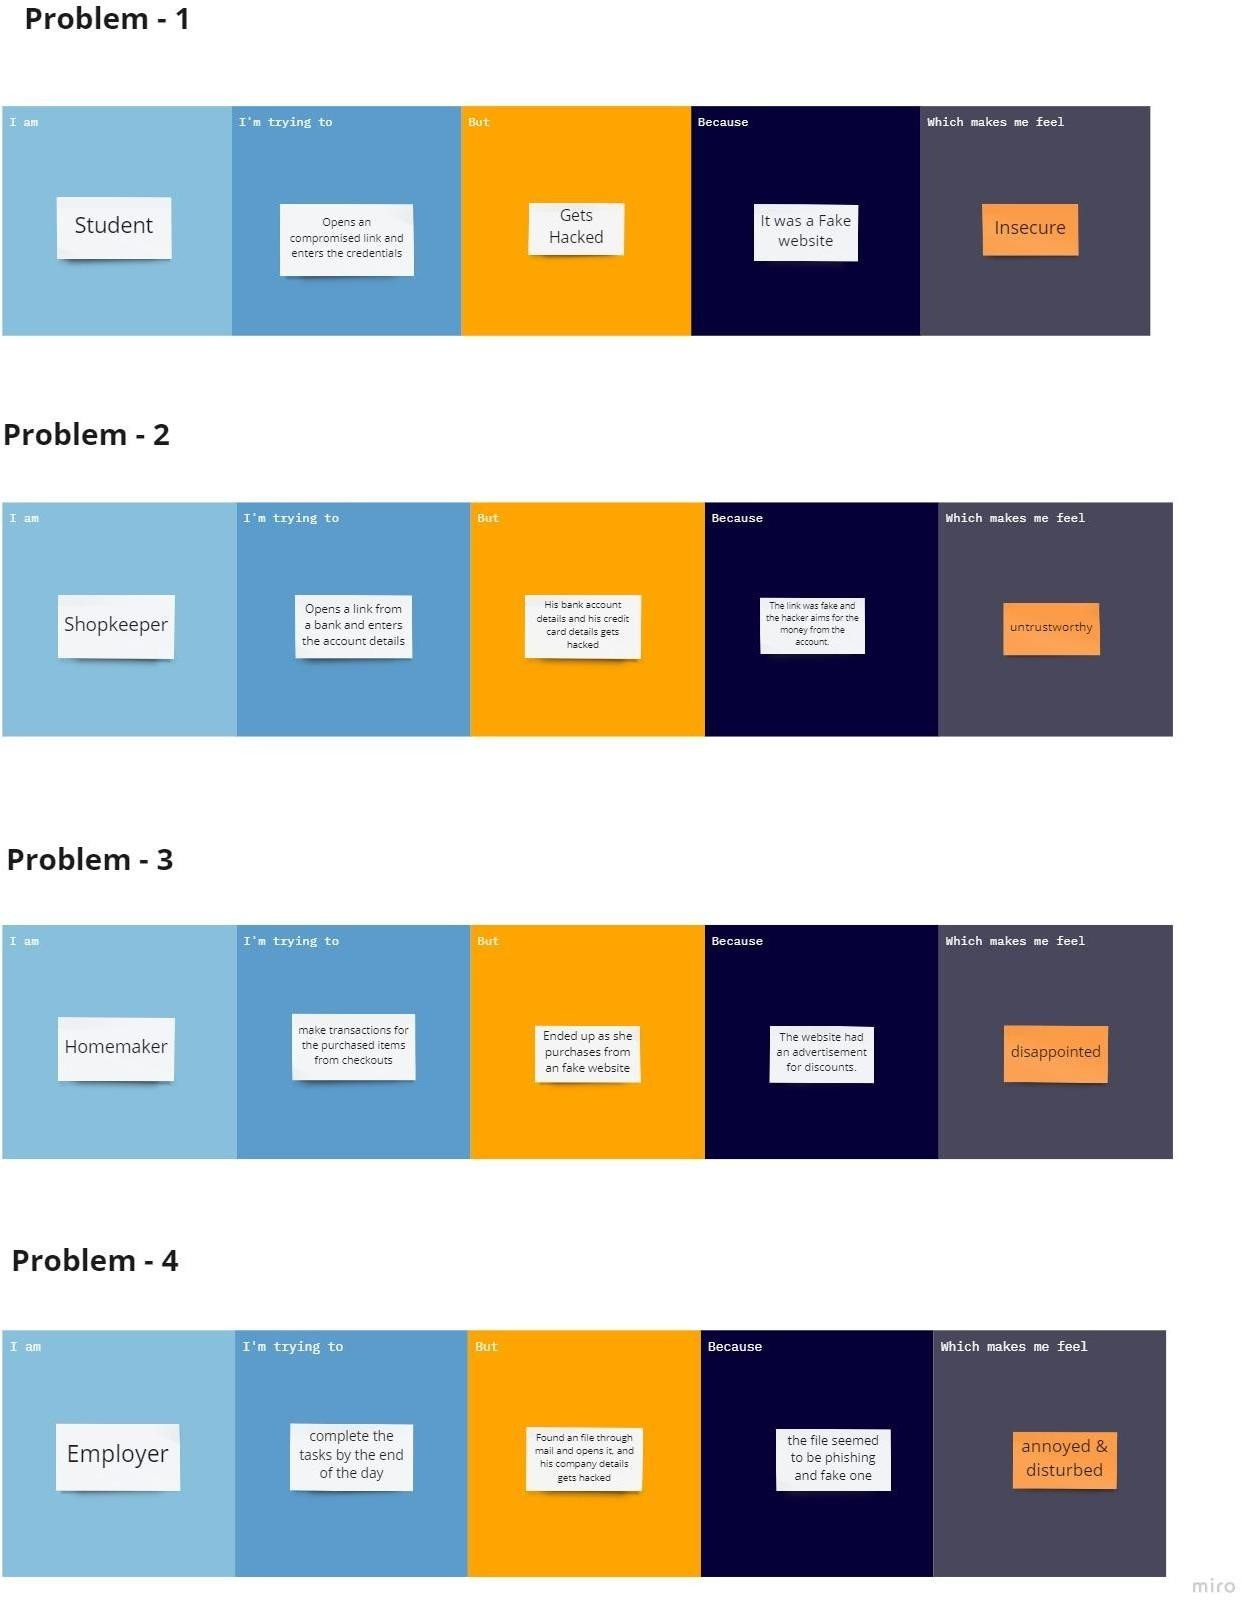 Problem - 1
I am
I'm trying to
But
Because
Which makes me feel
Student
Opens an
compromised link and
enters the credentials
Gets
Hacked
It was a Fake
website
Insecure
Problem - 2
I am
I'm trying to
But
Because
Which makes me feel
Shopkeeper
Opens a link from
a bank and enters
the account details
His bank account
details and his credit
card details gets
hacked
The link was fake and
the hacker aims for the
money from the
account.
untrustworthy
Problem - 3
I am
I'm trying to
But
Because
Which makes me feel
Homemaker
make transactions for
the purchased items
from checkouts
Ended up as she
purchases from
an fake website
The website had
an advertisement
for discounts.
disappointed
Problem - 4
I am
I'm trying to
But
Because
Which makes me feel
Employer
complete the
tasks by the end
of the day
Found an file through
mail and opens it, and
his company details
gets hacked
the file seemed
to be phishing
and fake one
annoyed &
disturbed
miro